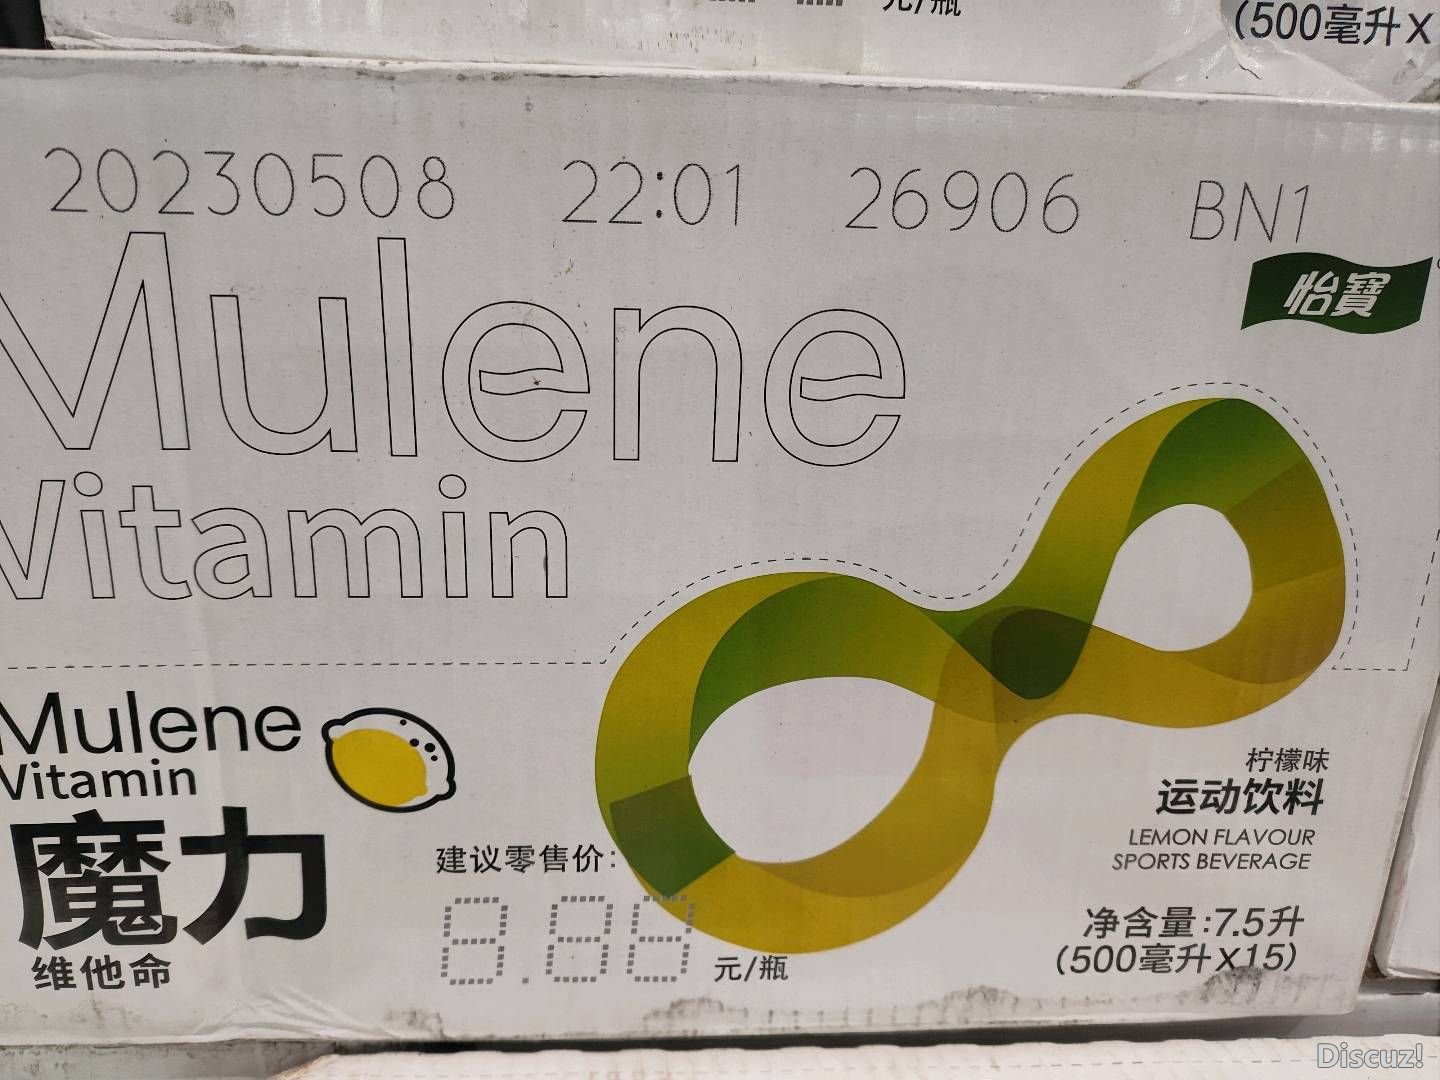 元/瓶
(500毫升X
20230508 22:01 26906 BN1
怡寶
Mulene
Vitamin
Mulene
Vitamin
魔力
维他命
建议零售价:
8.88 元/瓶
柠檬味
运动饮料
LEMON FLAVOUR
SPORTS BEVERAGE
净含量:7.5升
(500毫升X15)
Discuz!